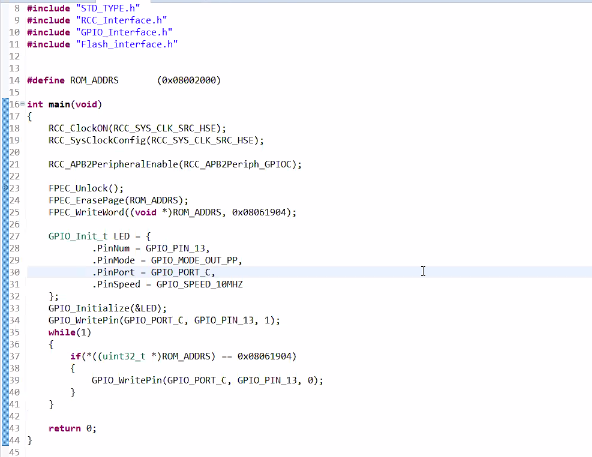 8 #include "STD_TYPE.h"
9 #include "RCC_Interface.h"
10 #include "GPIO_Interface.h"
11 #include "Flash_interface.h"
12
13
14 #define ROM_ADDRS (0x08002000)
15
16 int main(void)
17 {
18 RCC_ClockON(RCC_SYS_CLK_SRC_HSE);
19 RCC_SysClockConfig(RCC_SYS_CLK_SRC_HSE);
20
21 RCC_APB2PeripheralEnable(RCC_APB2Periph_GPIOC);
22
23 FPEC_Unlock();
24 FPEC_ErasePage(ROM_ADDRS);
25 FPEC_WriteWord((void *)ROM_ADDRS, 0x08061904);
26
27 GPIO_Init_t LED = {
28 .PinNum = GPIO_PIN_13,
29 .PinMode = GPIO_MODE_OUT_PP,
30 .PinPort = GPIO_PORT_C,
31 .PinSpeed = GPIO_SPEED_10MHZ
32 };
33 GPIO_Initialize(&LED);
34 GPIO_WritePin(GPIO_PORT_C, GPIO_PIN_13, 1);
35 while(1)
36 {
37 if(*((uint32_t *)ROM_ADDRS) == 0x08061904)
38 {
39 GPIO_WritePin(GPIO_PORT_C, GPIO_PIN_13, 0);
40 }
41 }
42
43 return 0;
44 }
45